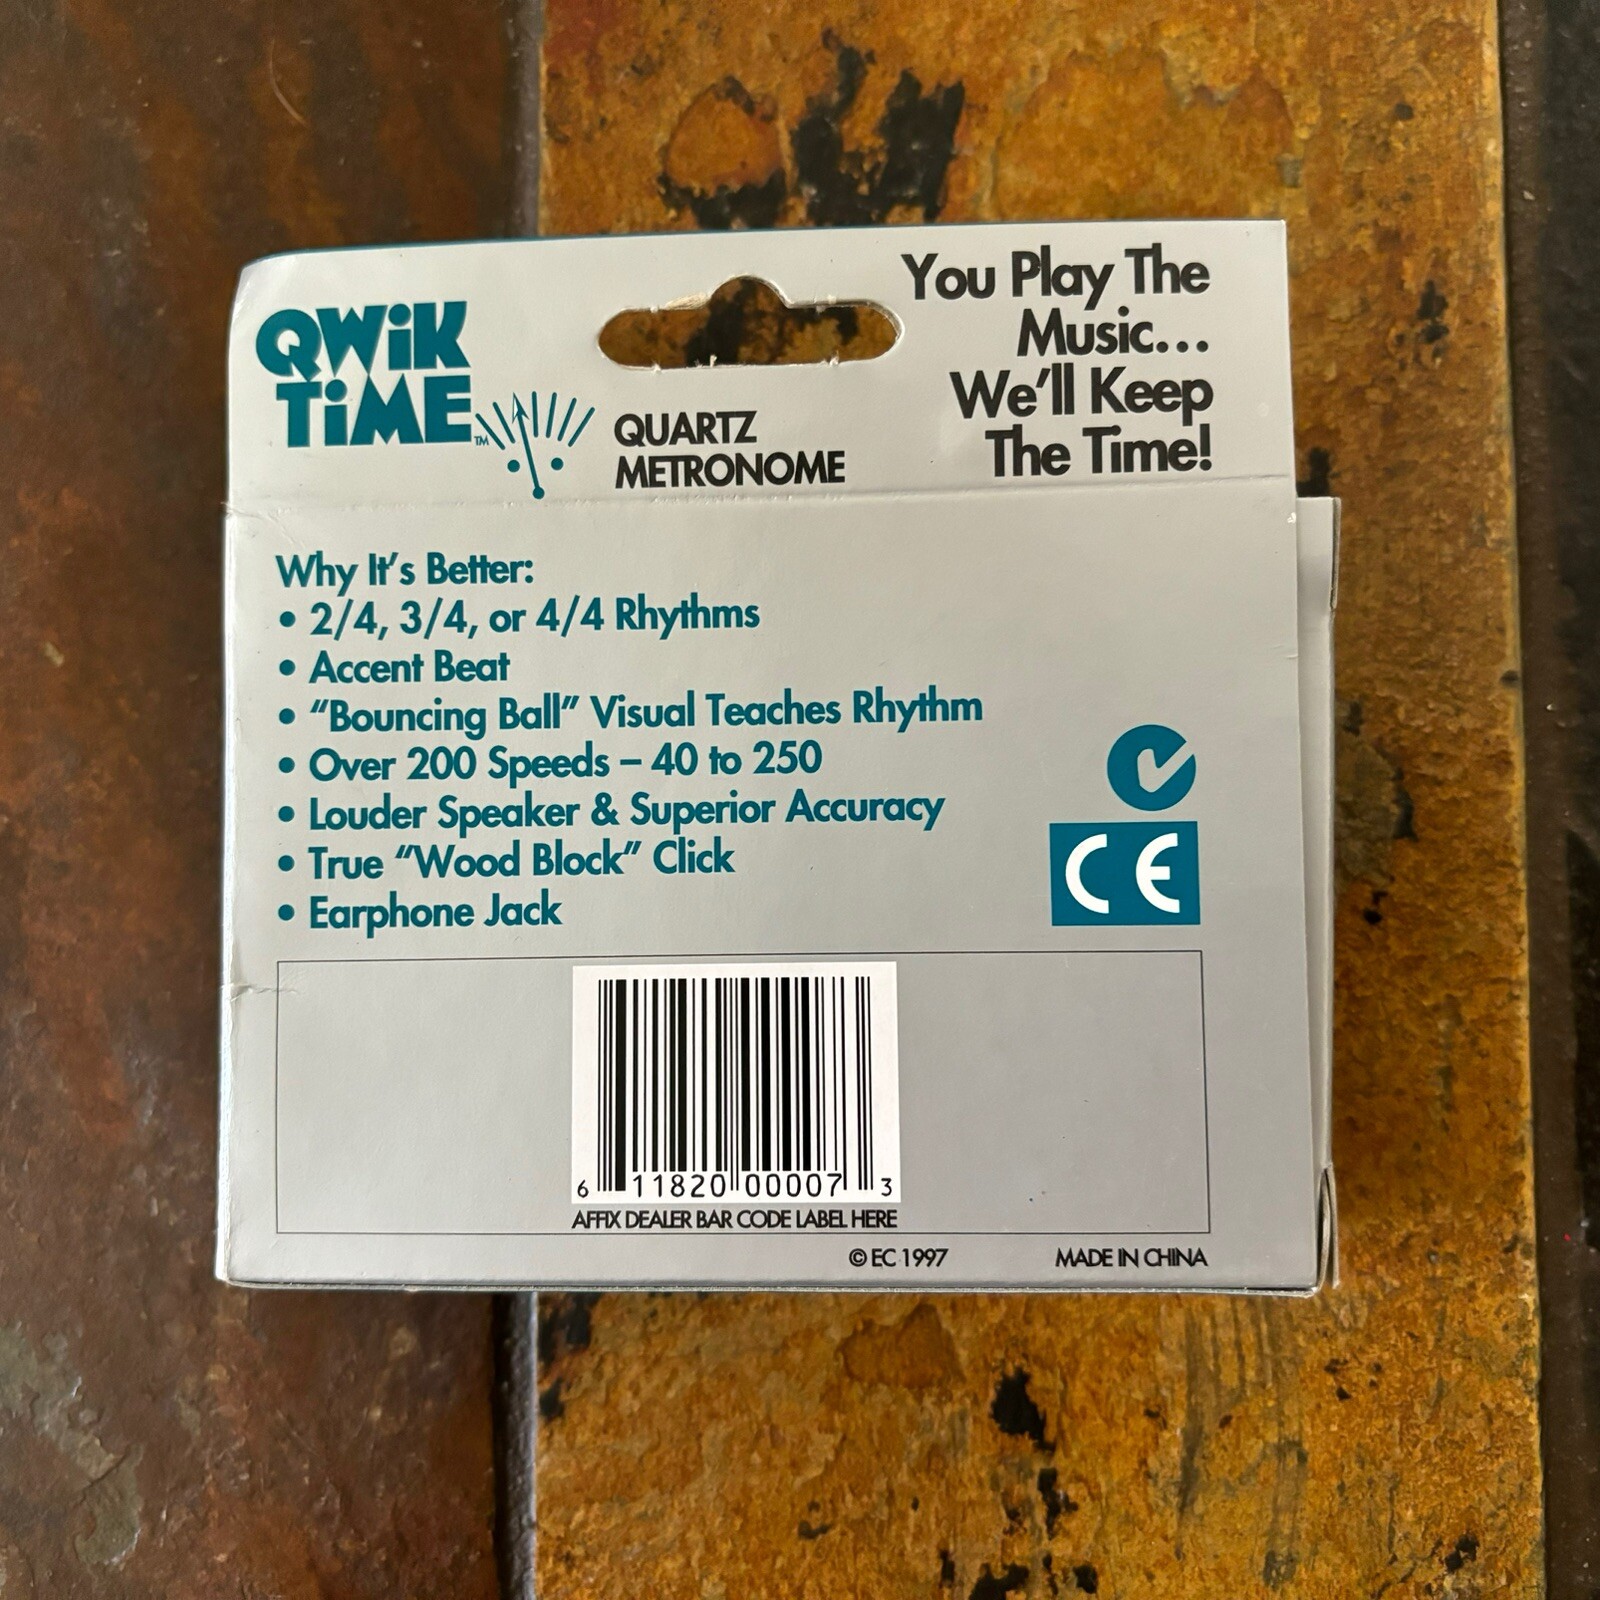 QWiK
TiME™
QUARTZ
METRONOME
You Play The
Music...
We'll Keep
The Time!
Why It's Better:
• 2/4, 3/4, or 4/4 Rhythms
• Accent Beat
• “Bouncing Ball” Visual Teaches Rhythm
• Over 200 Speeds – 40 to 250
• Louder Speaker & Superior Accuracy
• True “Wood Block” Click
• Earphone Jack
CE
6 11820 00007 3
AFFIX DEALER BAR CODE LABEL HERE
© EC 1997
MADE IN CHINA